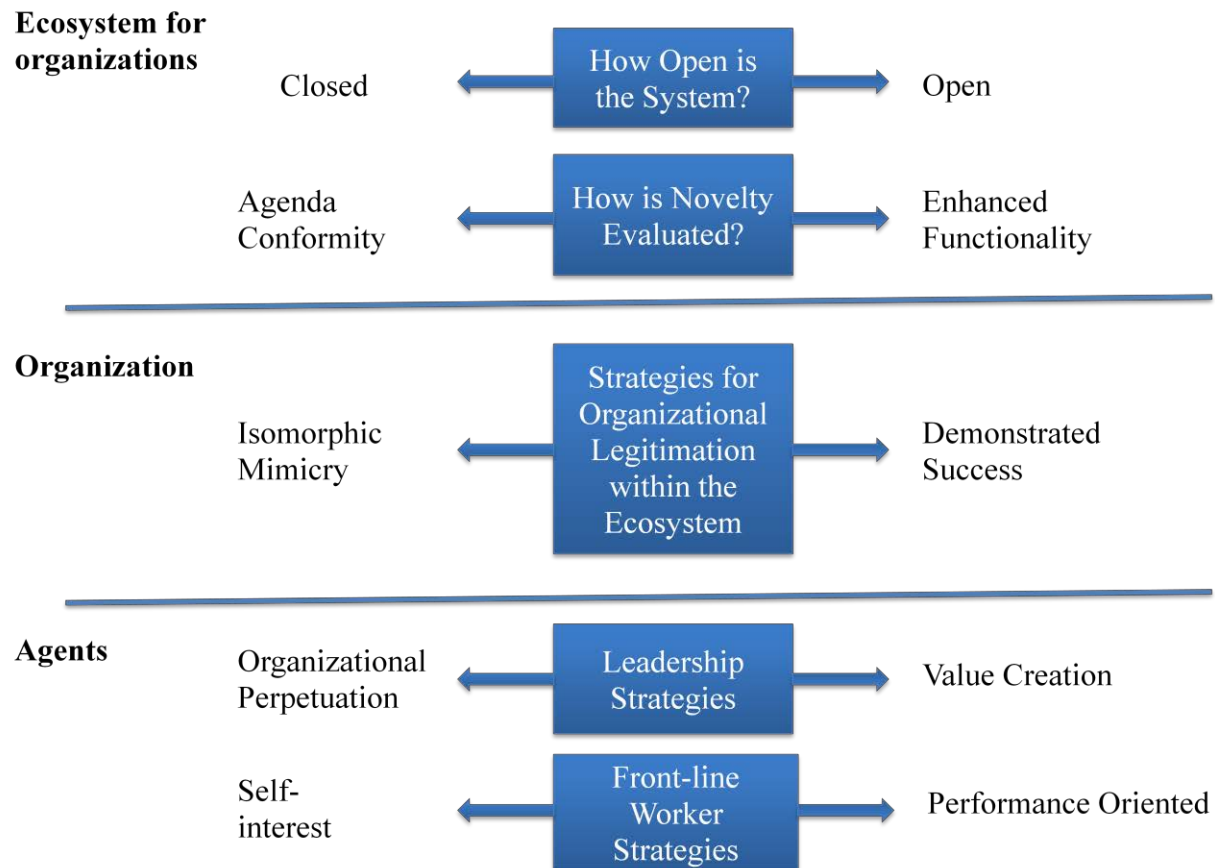 Ecosystem for
organizations
Closed
How Open is
the System?
Open
Agenda
Conformity
How is Novelty
Evaluated?
Enhanced
Functionality
Organization
Isomorphic
Mimicry
Strategies for
Organizational
Legitimation
within the
Ecosystem
Demonstrated
Success
Agents
Organizational
Perpetuation
Leadership
Strategies
Value Creation
Self-
interest
Front-line
Worker
Strategies
Performance Oriented